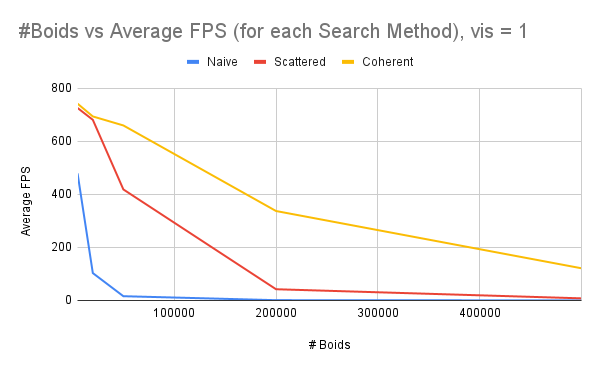 #Boids vs Average FPS (for each Search Method), vis = 1
Naive Scattered Coherent
800
600
400
200
0
Average FPS
100000 200000 300000 400000
# Boids